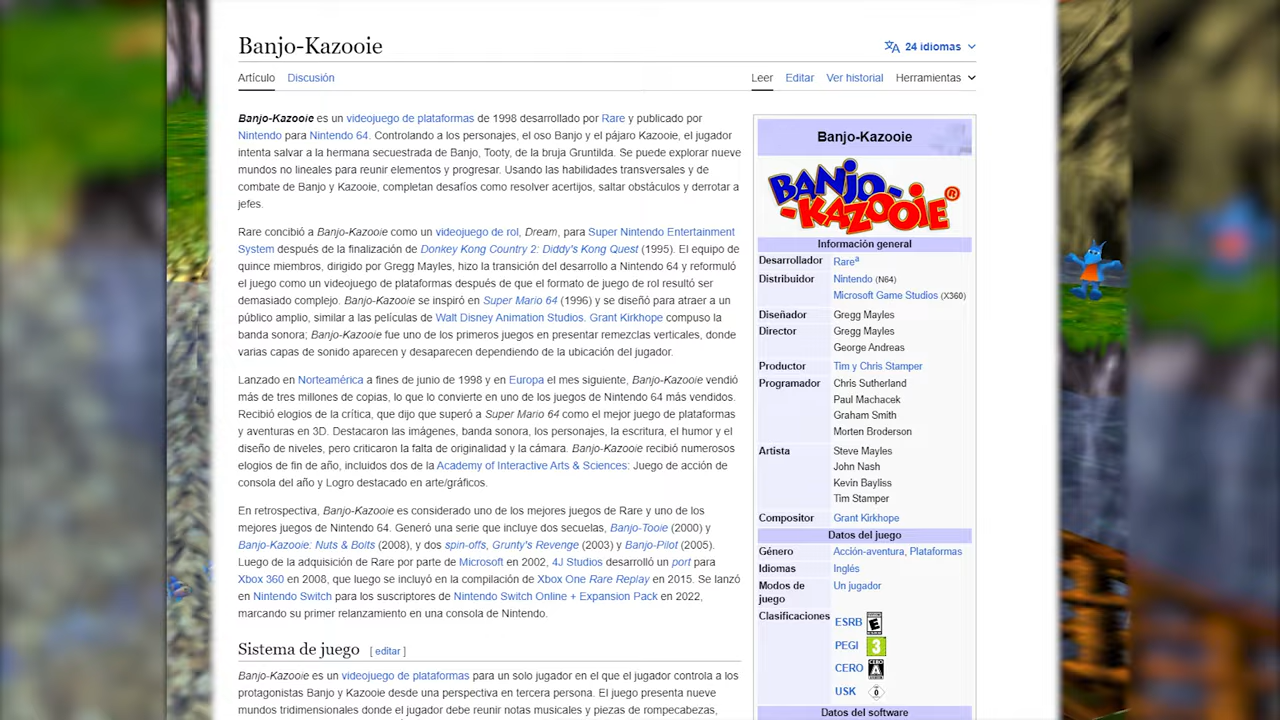 Banjo-Kazooie
24 idiomas
Artículo Discusión
Leer Editar Ver historial Herramientas
Banjo-Kazooie es un videojuego de plataformas de 1998 desarrollado por Rare y publicado por
Nintendo para Nintendo 64. Controlando a los personajes, el oso Banjo y el pájaro Kazooie, el jugador
intenta salvar a la hermana secuestrada de Banjo, Tooty, de la bruja Gruntilda. Se puede explorar nueve
mundos no lineales para reunir elementos y progresar. Usando las habilidades transversales y de
combate de Banjo y Kazooie, completan desafíos como resolver acertijos, saltar obstáculos y derrotar a
jefes.
Rare concibió a Banjo-Kazooie como un videojuego de rol, Dream, para Super Nintendo Entertainment
System después de la finalización de Donkey Kong Country 2: Diddy's Kong Quest (1995). El equipo de
quince miembros, dirigido por Gregg Mayles, hizo la transición del desarrollo a Nintendo 64 y reformuló
el juego como un videojuego de plataformas después de que el formato de juego de rol resultó ser
demasiado complejo. Banjo-Kazooie se inspiró en Super Mario 64 (1996) y se diseñó para atraer a un
público amplio, similar a las películas de Walt Disney Animation Studios. Grant Kirkhope compuso la
banda sonora; Banjo-Kazooie fue uno de los primeros juegos en presentar remezclas verticales, donde
varias capas de sonido aparecen y desaparecen dependiendo de la ubicación del jugador.
Lanzado en Norteamérica a fines de junio de 1998 y en Europa el mes siguiente, Banjo-Kazooie vendió
más de tres millones de copias, lo que lo convierte en uno de los juegos de Nintendo 64 más vendidos.
Recibió elogios de la crítica, que dijo que superó a Super Mario 64 como el mejor juego de plataformas
y aventuras en 3D. Destacaron las imágenes, banda sonora, los personajes, la escritura, el humor y el
diseño de niveles, pero criticaron la falta de originalidad y la cámara. Banjo-Kazooie recibió numerosos
elogios de fin de año, incluidos dos de la Academy of Interactive Arts & Sciences: Juego de acción de
consola del año y Logro destacado en arte/gráficos.
En retrospectiva, Banjo-Kazooie es considerado uno de los mejores juegos de Rare y uno de los
mejores juegos de Nintendo 64. Generó una serie que incluye dos secuelas, Banjo-Tooie (2000) y
Banjo-Kazooie: Nuts & Bolts (2008), y dos spin-offs, Grunty's Revenge (2003) y Banjo-Pilot (2005).
Luego de la adquisición de Rare por parte de Microsoft en 2002, 4J Studios desarrolló un port para
Xbox 360 en 2008, que luego se incluyó en la compilación de Xbox One Rare Replay en 2015. Se lanzó
en Nintendo Switch para los suscriptores de Nintendo Switch Online + Expansion Pack en 2022,
marcando su primer relanzamiento en una consola de Nintendo.
Sistema de juego [ editar ]
Banjo-Kazooie es un videojuego de plataformas para un solo jugador en el que el jugador controla a los
protagonistas Banjo y Kazooie desde una perspectiva en tercera persona. El juego presenta nueve
mundos tridimensionales donde el jugador debe reunir notas musicales y piezas de rompecabezas,
Banjo-Kazooie
BANJO-
-KAZOOIE
Información general
Desarrollador Rareª
Distribuidor Nintendo (N64)
Microsoft Game Studios (X360)
Diseñador Gregg Mayles
Director Gregg Mayles
George Andreas
Productor Tim y Chris Stamper
Programador Chris Sutherland
Paul Machacek
Graham Smith
Morten Broderson
Artista Steve Mayles
John Nash
Kevin Bayliss
Tim Stamper
Compositor Grant Kirkhope
Datos del juego
Género Acción-aventura, Plataformas
Idiomas Inglés
Modos de Un jugador
juego
Clasificaciones ESRB E
PEGI 3
CERO CERO A
USK 0
Datos del software